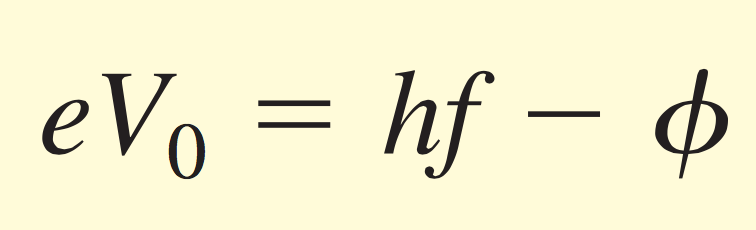 eV₀ = hf − ϕ